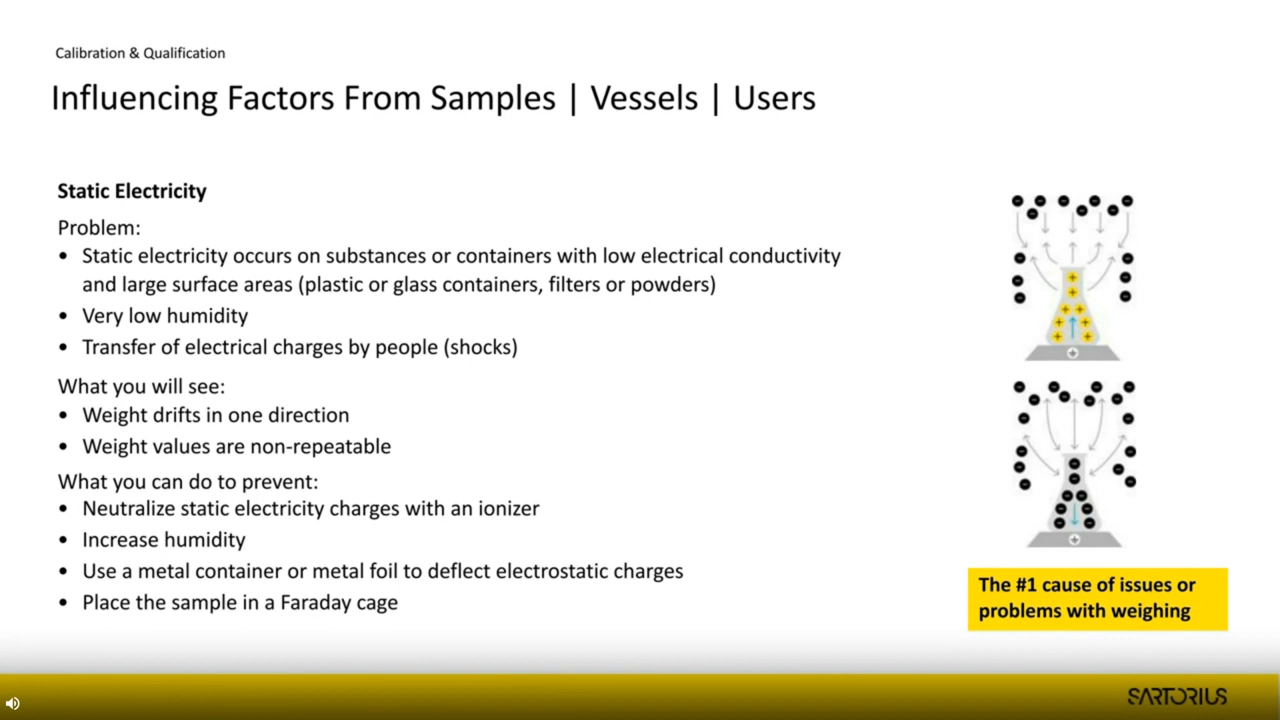 Calibration & Qualification
Influencing Factors From Samples | Vessels | Users
Static Electricity
Problem:
• Static electricity occurs on substances or containers with low electrical conductivity
and large surface areas (plastic or glass containers, filters or powders)
• Very low humidity
• Transfer of electrical charges by people (shocks)
What you will see:
• Weight drifts in one direction
• Weight values are non-repeatable
What you can do to prevent:
• Neutralize static electricity charges with an ionizer
• Increase humidity
• Use a metal container or metal foil to deflect electrostatic charges
• Place the sample in a Faraday cage
The #1 cause of issues or
problems with weighing
SARTORIUS